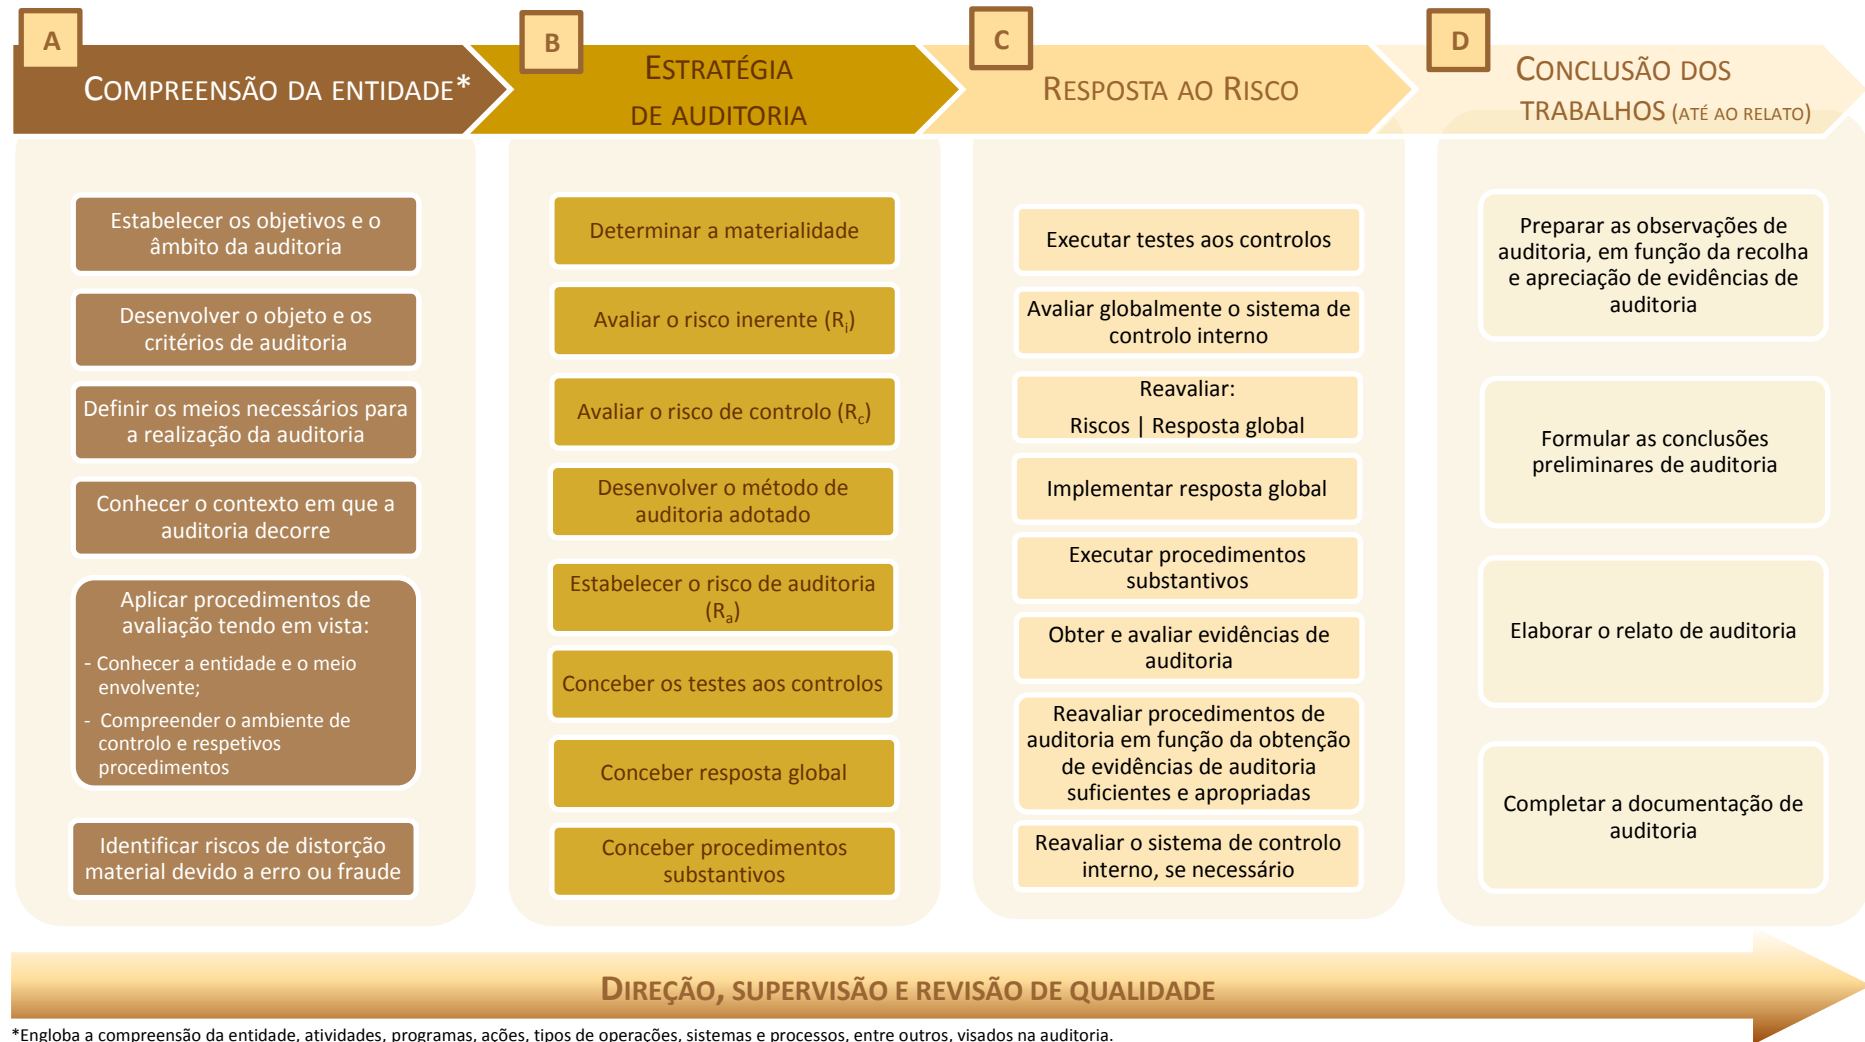 A
COMPREENSÃO DA ENTIDADE*
Estabelecer os objetivos e o
âmbito da auditoria
Desenvolver o objeto e os
critérios de auditoria
Definir os meios necessários para
a realização da auditoria
Conhecer o contexto em que a
auditoria decorre
Aplicar procedimentos de
avaliação tendo em vista:
- Conhecer a entidade e o meio
envolvente;
- Compreender o ambiente de
controlo e respetivos
procedimentos
Identificar riscos de distorção
material devido a erro ou fraude
B
ESTRATÉGIA
DE AUDITORIA
Determinar a materialidade
Avaliar o risco inerente (Ri)
Avaliar o risco de controlo (Rc)
Desenvolver o método de
auditoria adotado
Estabelecer o risco de auditoria
(Ra)
Conceber os testes aos controlos
Conceber resposta global
Conceber procedimentos
substantivos
C
RESPOSTA AO RISCO
Executar testes aos controlos
Avaliar globalmente o sistema de
controlo interno
Reavaliar:
Riscos | Resposta global
Implementar resposta global
Executar procedimentos
substantivos
Obter e avaliar evidências de
auditoria
Reavaliar procedimentos de
auditoria em função da obtenção
de evidências de auditoria
suficientes e apropriadas
Reavaliar o sistema de controlo
interno, se necessário
D
CONCLUSÃO DOS
TRABALHOS (ATÉ AO RELATO)
Preparar as observações de
auditoria, em função da recolha
e apreciação de evidências de
auditoria
Formular as conclusões
preliminares de auditoria
Elaborar o relato de auditoria
Completar a documentação de
auditoria
DIREÇÃO, SUPERVISÃO E REVISÃO DE QUALIDADE
*Engloba a compreensão da entidade, atividades, programas, ações, tipos de operações, sistemas e processos, entre outros, visados na auditoria.